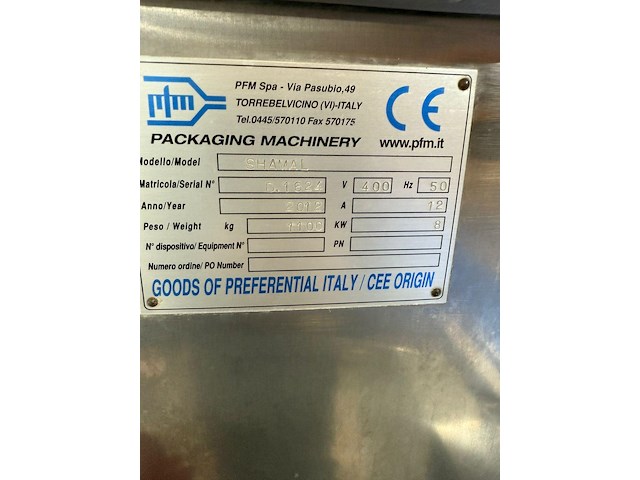 pfm
PFM Spa - Via Pasubio,49
TORREBELVICINO (VI)-ITALY
Tel.0445/570110 Fax 570175
CE
PACKAGING MACHINERY www.pfm.it
Modello/Model SHAMAL
Matricola/Serial N° V 400 Hz 50
Anno/Year A 12
Peso / Weight kg 1100 KW 8
N° dispositivo/ Equipment N° PN
Numero ordine/ PO Number
GOODS OF PREFERENTIAL ITALY / CEE ORIGIN